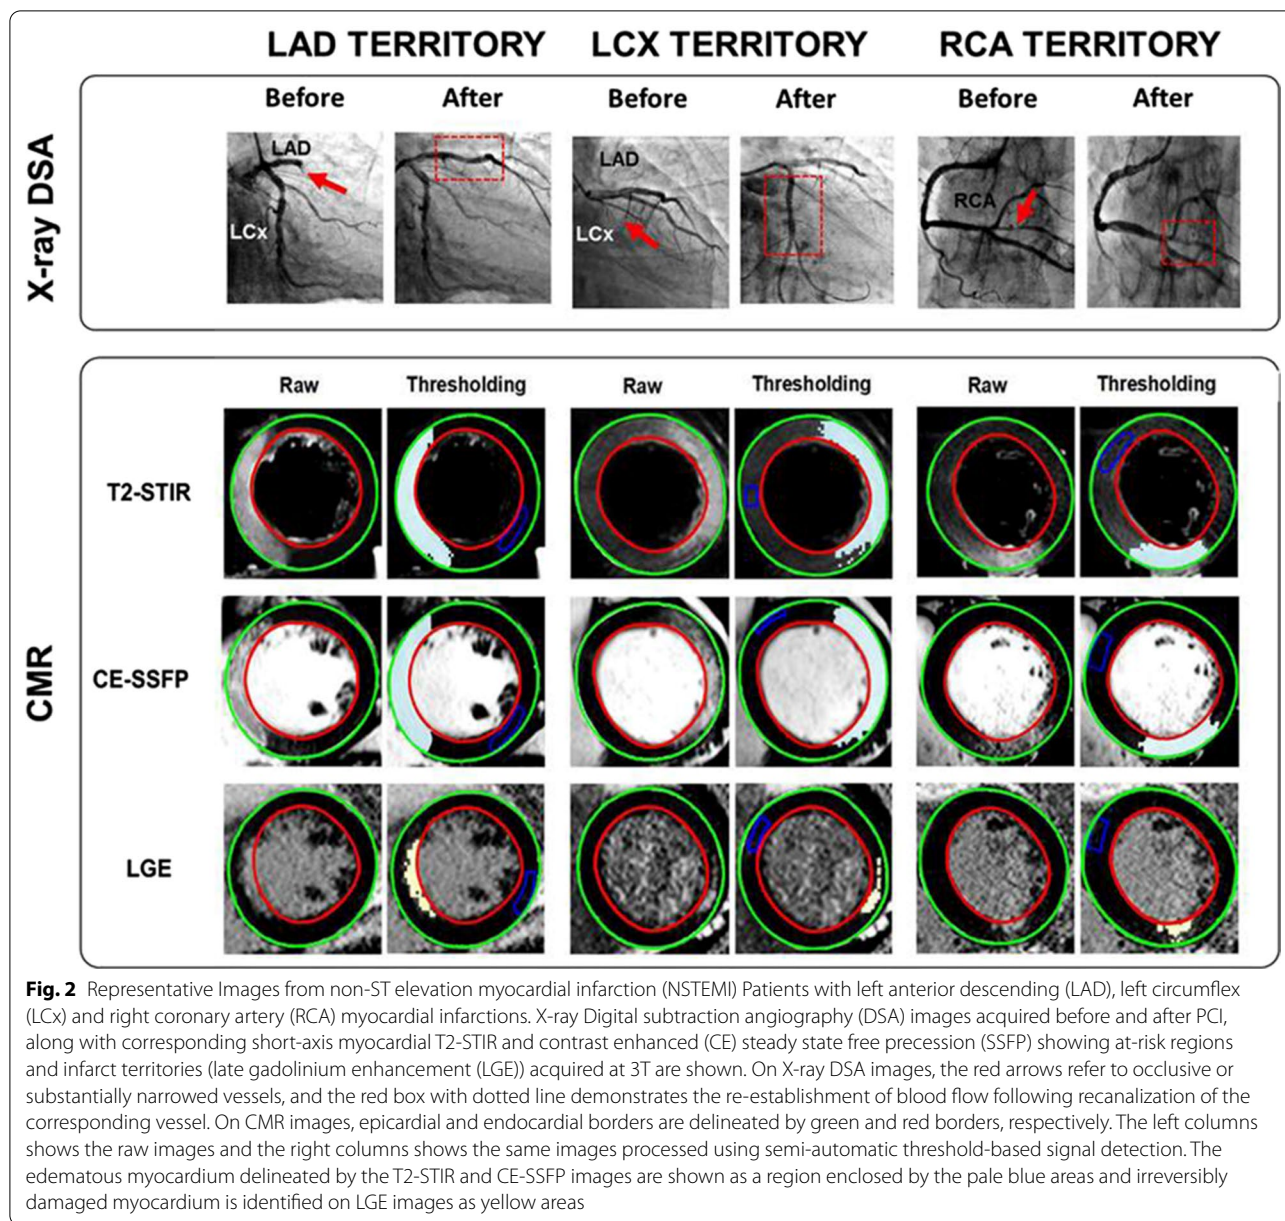 LAD TERRITORY LCX TERRITORY RCA TERRITORY
X-ray DSA
Before After Before After Before After
LAD
LCx
LAD
LCx
RCA
CMR
Raw Thresholding Raw Thresholding Raw Thresholding
T2-STIR
CE-SSFP
LGE
Fig. 2 Representative Images from non-ST elevation myocardial infarction (NSTEMI) Patients with left anterior descending (LAD), left circumflex
(LCx) and right coronary artery (RCA) myocardial infarctions. X-ray Digital subtraction angiography (DSA) images acquired before and after PCI,
along with corresponding short-axis myocardial T2-STIR and contrast enhanced (CE) steady state free precession (SSFP) showing at-risk regions
and infarct territories (late gadolinium enhancement (LGE)) acquired at 3T are shown. On X-ray DSA images, the red arrows refer to occlusive or
substantially narrowed vessels, and the red box with dotted line demonstrates the re-establishment of blood flow following recanalization of the
corresponding vessel. On CMR images, epicardial and endocardial borders are delineated by green and red borders, respectively. The left columns
shows the raw images and the right columns shows the same images processed using semi-automatic threshold-based signal detection. The
edematous myocardium delineated by the T2-STIR and CE-SSFP images are shown as a region enclosed by the pale blue areas and irreversibly
damaged myocardium is identified on LGE images as yellow areas